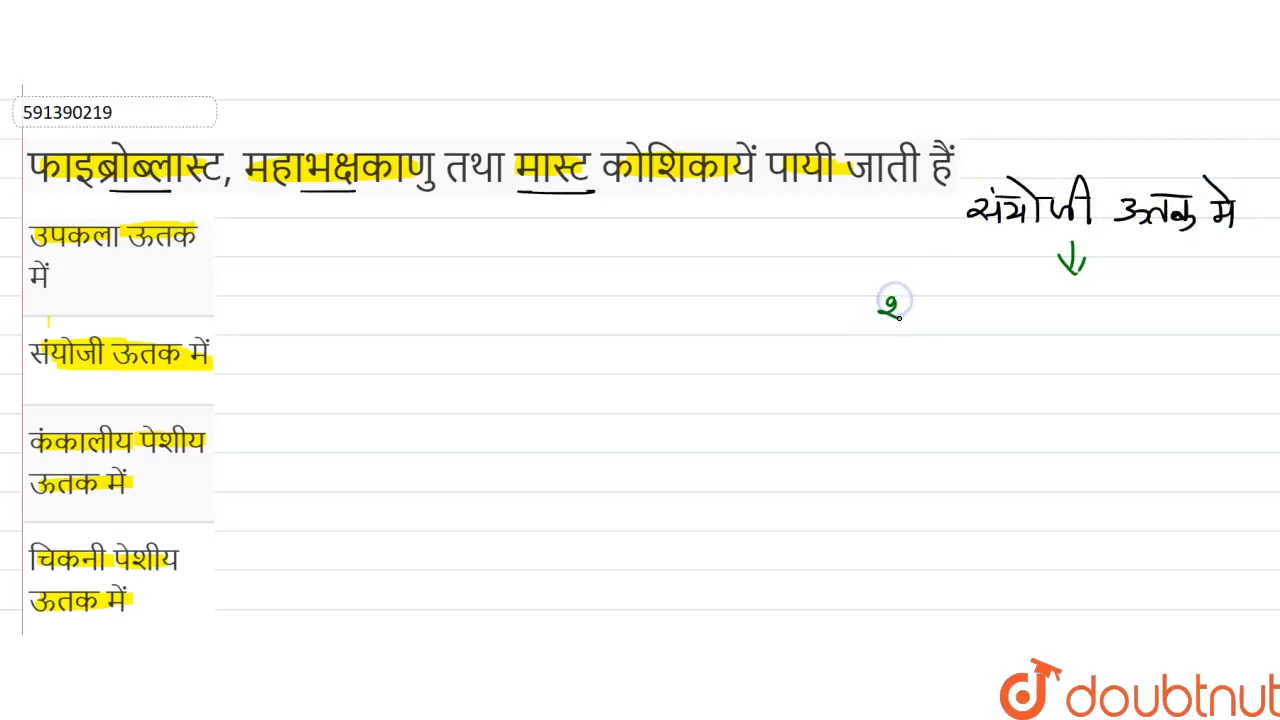 591390219
फाइब्रोब्लास्ट, महाभक्षकाणु तथा मास्ट कोशिकायें पायी जाती हैं
संयोजी ऊतक मे
उपकला ऊतक
में
संयोजी ऊतक में
कंकालीय पेशीय
ऊतक में
चिकनी पेशीय
ऊतक में
doubtnut